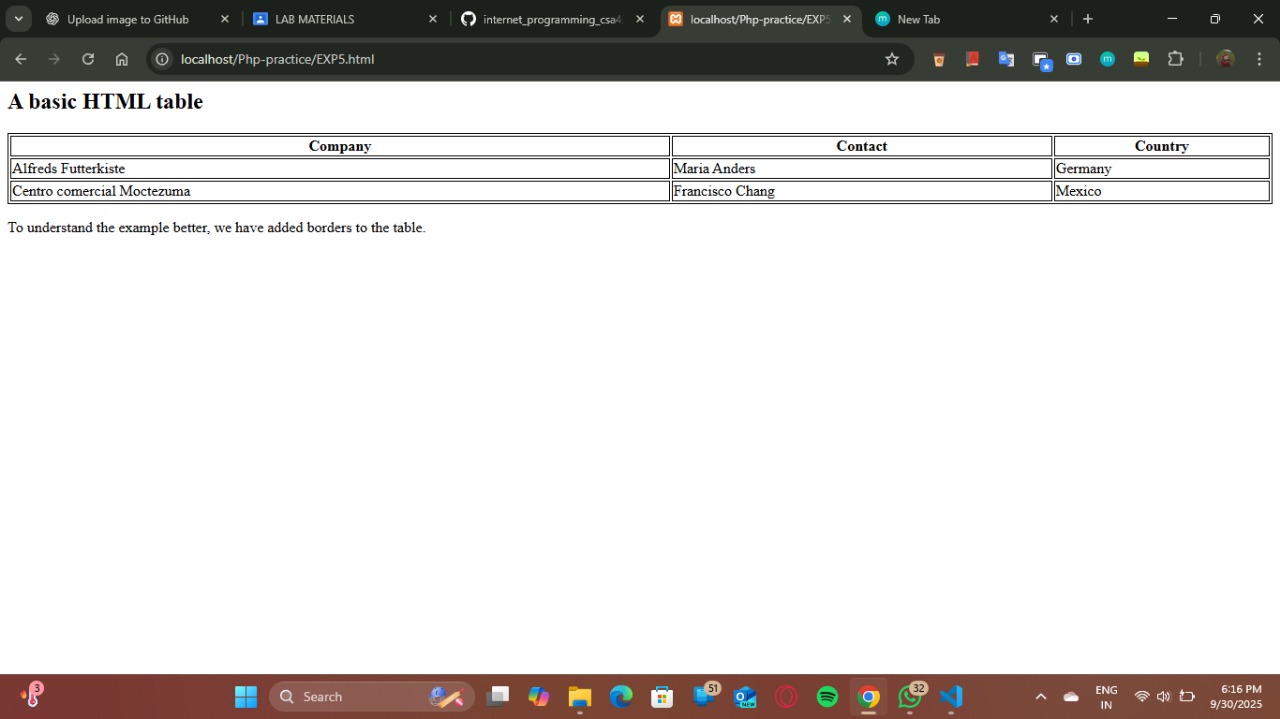 Upload image to GitHub
LAB MATERIALS
internet_programming_csa4
localhost/Php-practice/EXP5
New Tab
localhost/Php-practice/EXP5.html
A basic HTML table
Company Contact Country
Alfreds Futterkiste Maria Anders Germany
Centro comercial Moctezuma Francisco Chang Mexico
To understand the example better, we have added borders to the table.
3
Search
51
NEW
32
ENG
IN
6:16 PM
9/30/2025